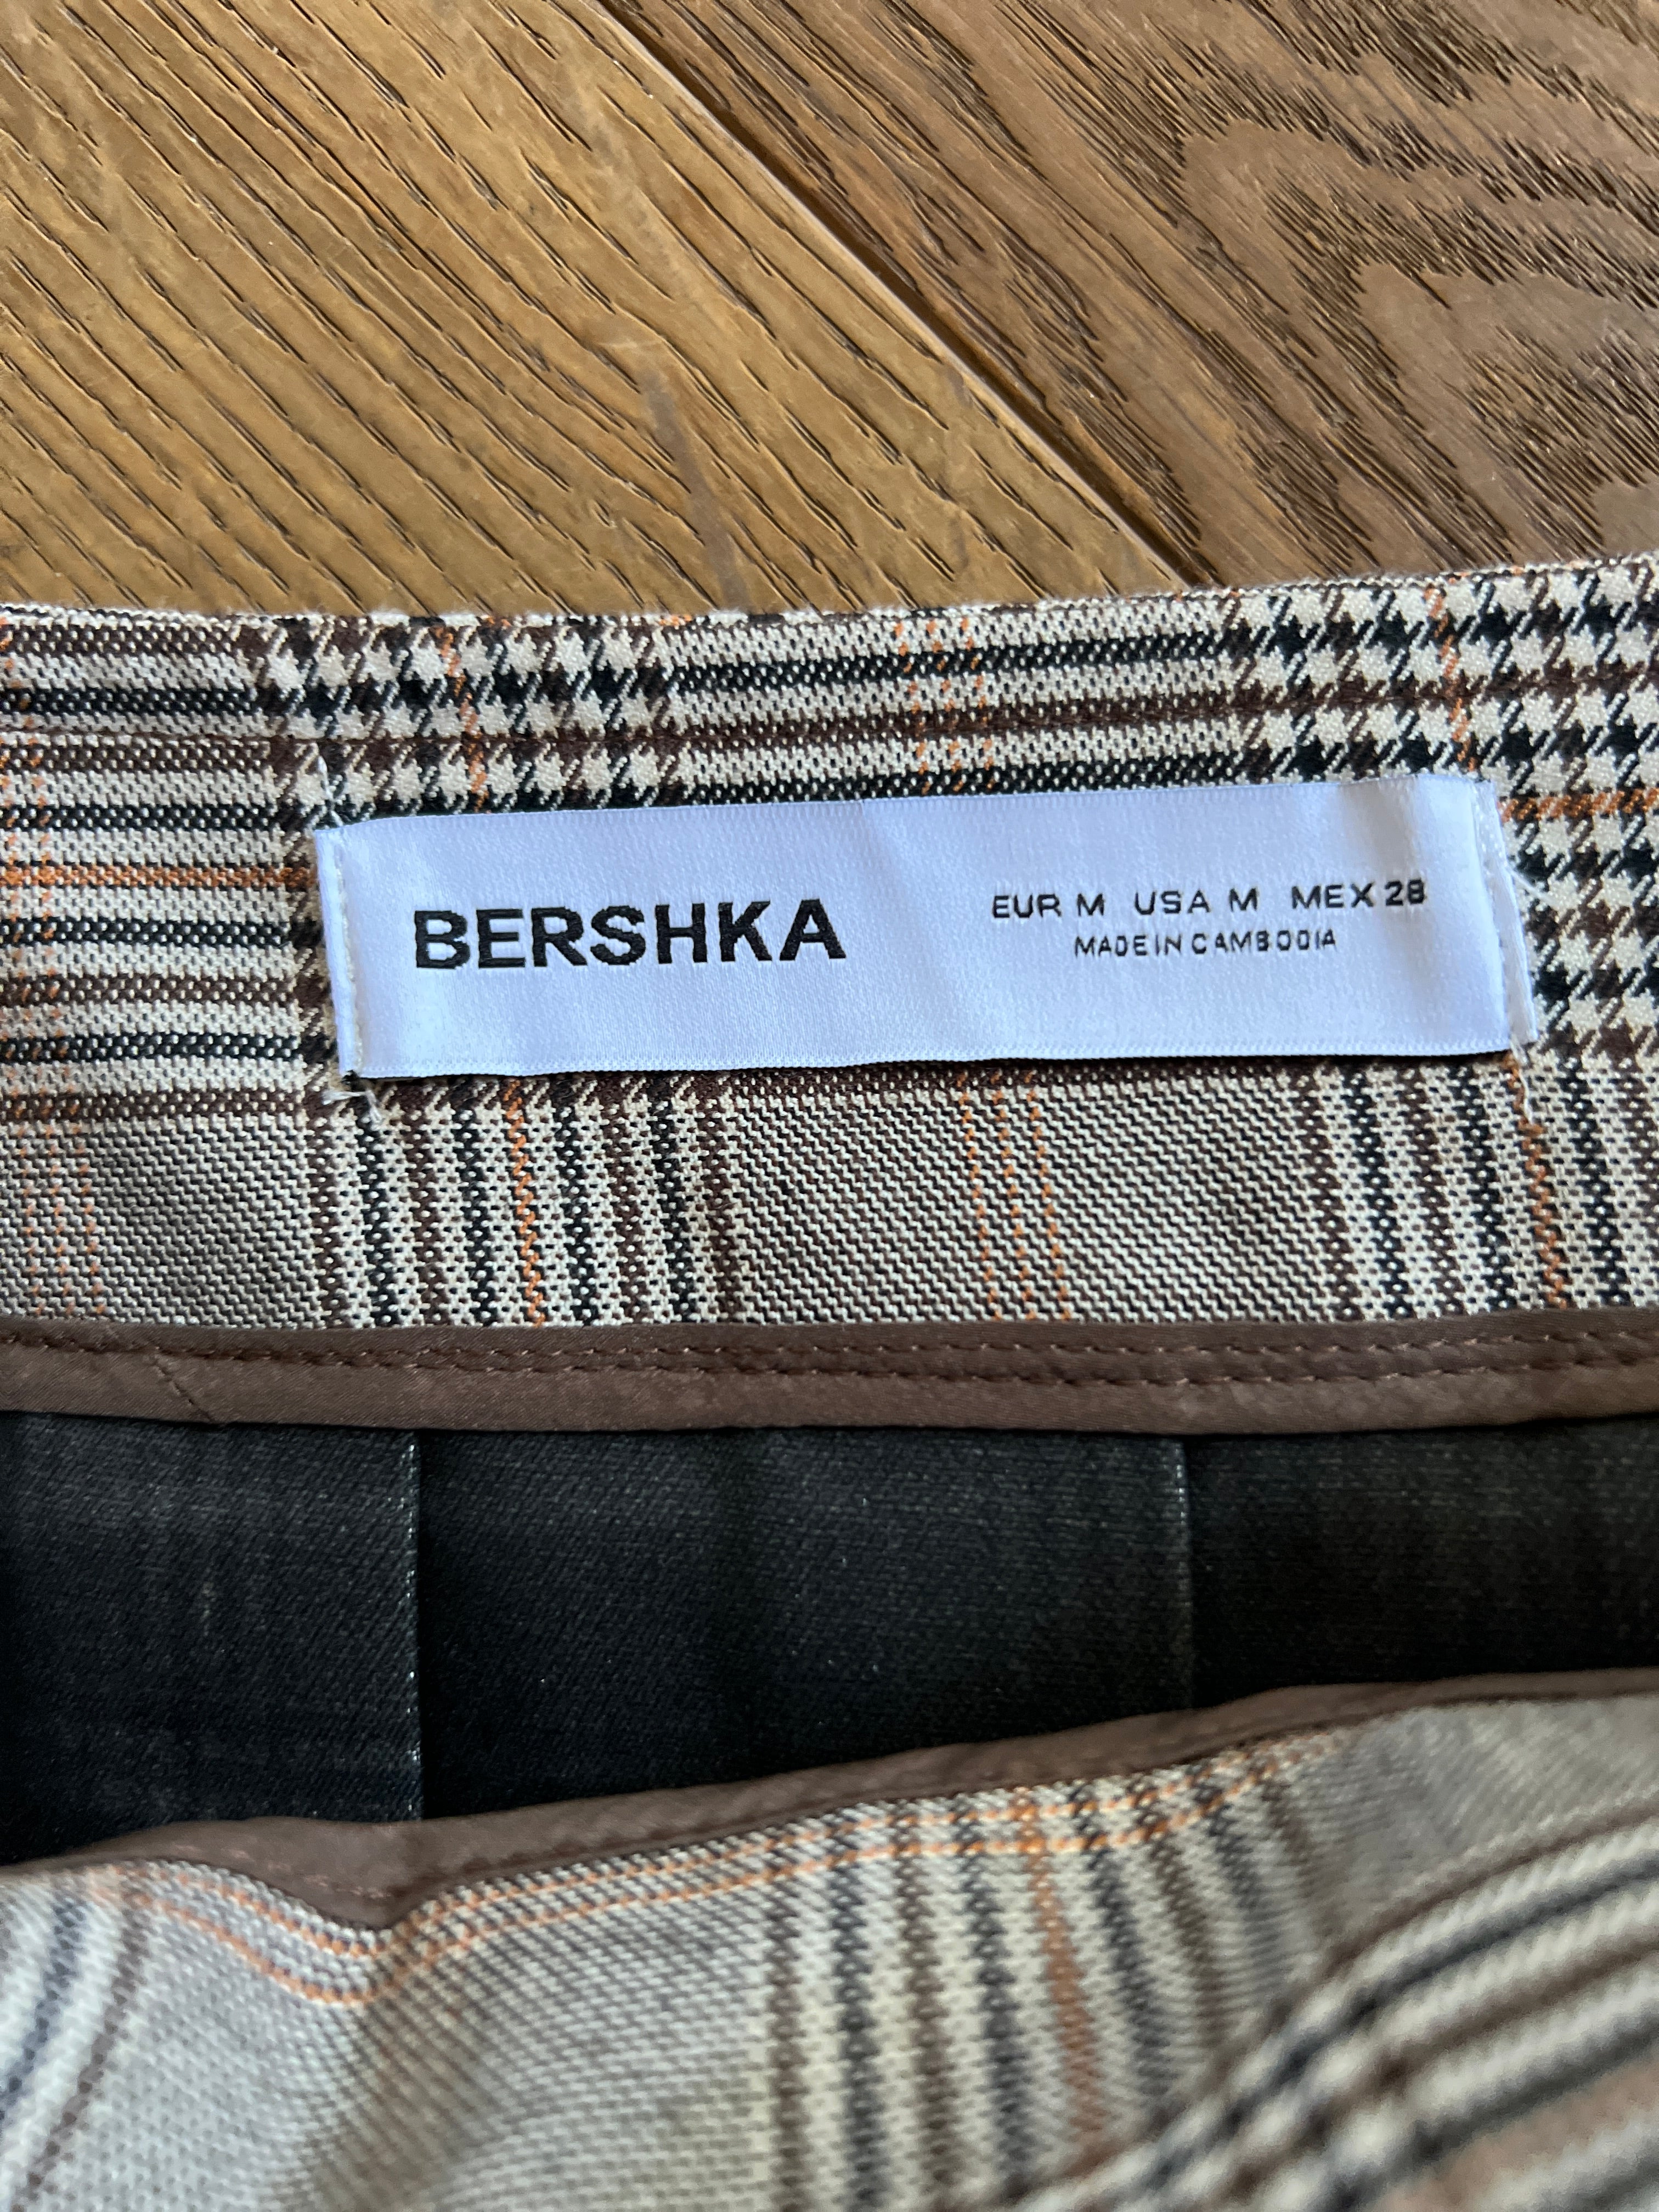 BERSHKA
EUR M USA M MEX 28
MADE IN CAMBODIA